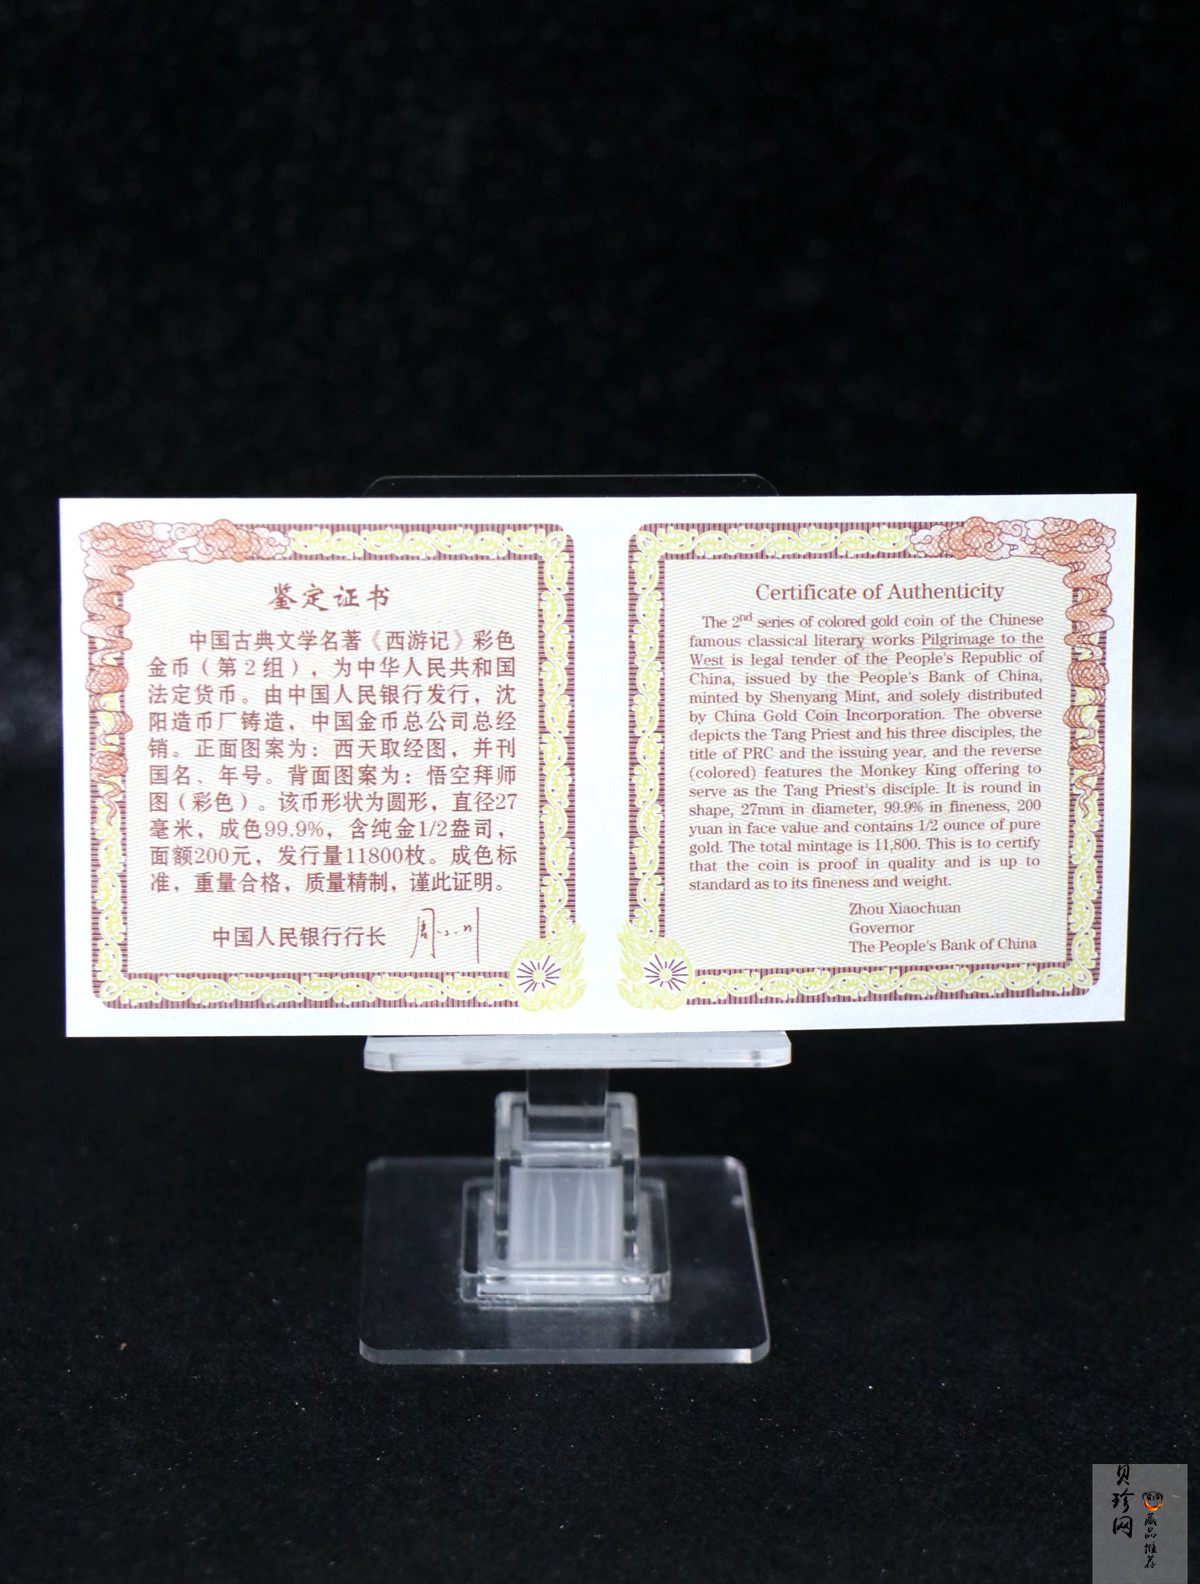 鉴定证书
中国古典文学名著《西游记》彩色
金币（第2组），为中华人民共和国
法定货币。由中国人民银行发行，沈
阳造币厂铸造，中国金币总公司总经
销。正面图案为：西天取经图，并刊
国名、年号。背面图案为：悟空拜师
图（彩色）。该币形状为圆形，直径27
毫米，成色99.9%，含纯金1/2盎司，
面额200元，发行量11800枚。成色标
准，重量合格，质量精制，谨此证明。
中国人民银行行长 周小川
Certificate of Authenticity
The 2nd series of colored gold coin of the Chinese
famous classical literary works Pilgrimage to the
West is legal tender of the People's Republic of
China, issued by the People's Bank of China,
minted by Shenyang Mint, and solely distributed
by China Gold Coin Incorporation. The obverse
depicts the Tang Priest and his three disciples, the
title of PRC and the issuing year, and the reverse
(colored) features the Monkey King offering to
serve as the Tang Priest's disciple. It is round in
shape, 27mm in diameter, 99.9% in fineness, 200
yuan in face value and contains 1/2 ounce of pure
gold. The total mintage is 11,800. This is to certify
that the coin is proof in quality and is up to
standard as to its fineness and weight.
Zhou Xiaochuan
Governor
The People's Bank of China
贝珍网
藏品推荐